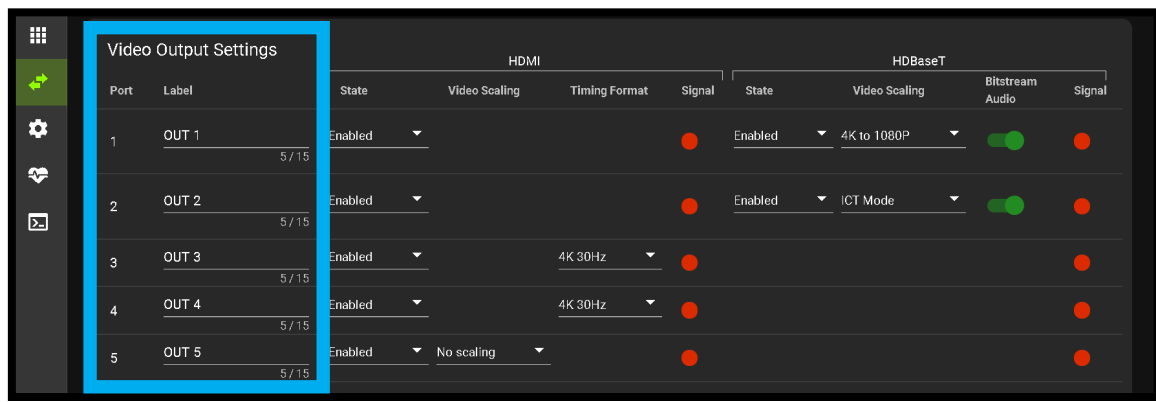 Video Output Settings
HDMI
HDBaseT
Port Label State Video Scaling Timing Format Signal State Video Scaling Bitstream Audio Signal
1 OUT 1 Enabled Enabled 4K to 1080P
5 / 15
2 OUT 2 Enabled Enabled ICT Mode
5 / 15
3 OUT 3 Enabled 4K 30Hz
5 / 15
4 OUT 4 Enabled 4K 30Hz
5 / 15
5 OUT 5 Enabled No scaling
5 / 15